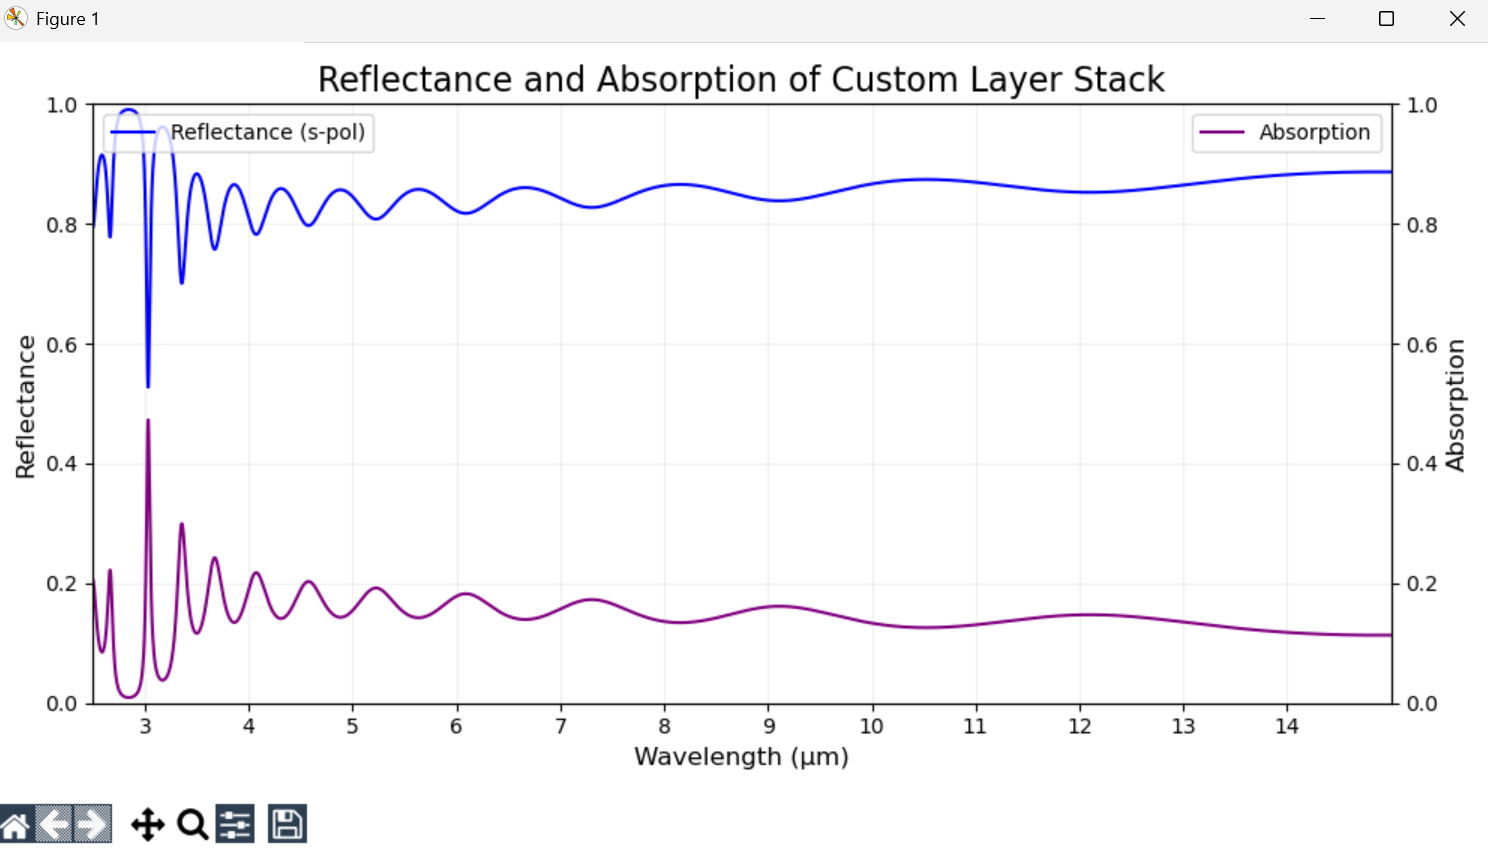 Figure 1
Reflectance and Absorption of Custom Layer Stack
Reflectance (s-pol)
Absorption
1.0
0.8
0.6
0.4
0.2
0.0
Reflectance
1.0
0.8
0.6
0.4
0.2
0.0
Absorption
3 4 5 6 7 8 9 10 11 12 13 14
Wavelength (μm)